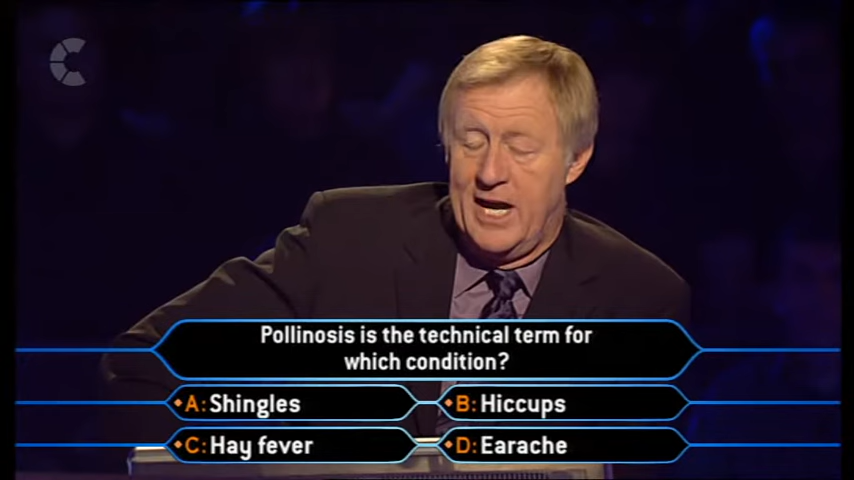 Pollinosis is the technical term for
which condition?
A: Shingles
B: Hiccups
C: Hay fever
D: Earache